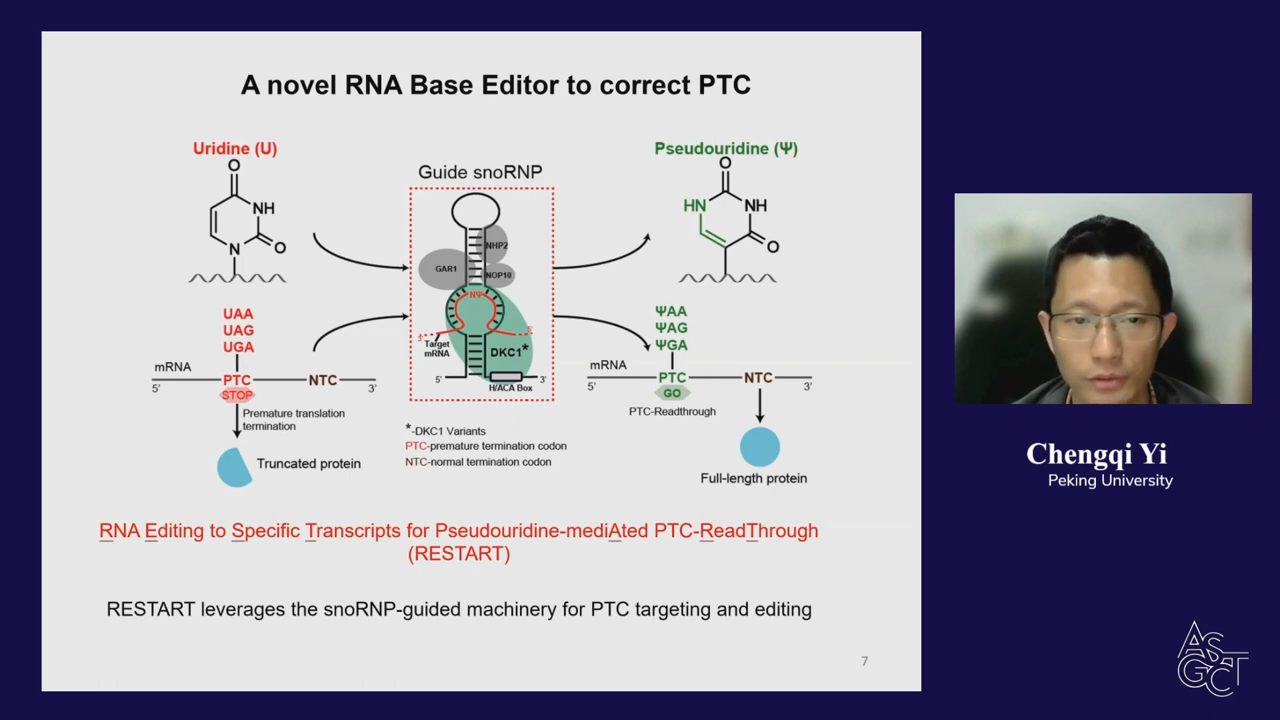 A novel RNA Base Editor to correct PTC
Uridine (U)
O
NH
N
O
UAA
UAG
UGA
mRNA
PTC
NTC
5'
3'
STOP
Premature translation
termination
Truncated protein
Guide snoRNP
NHP2
GAR1
NOP10
NΨ
3'
5'
Target
mRNA
DKC1*
5'
3'
H/ACA Box
*-DKC1 Variants
PTC-premature termination codon
NTC-normal termination codon
Pseudouridine (Ψ)
O
HN
NH
O
ΨAA
ΨAG
ΨGA
mRNA
PTC
NTC
5'
3'
GO
PTC-Readthrough
Full-length protein
RNA Editing to Specific Transcripts for Pseudouridine-mediAted PTC-ReadThrough
(RESTART)
RESTART leverages the snoRNP-guided machinery for PTC targeting and editing
7
Chengqi Yi
Peking University
ASGCT